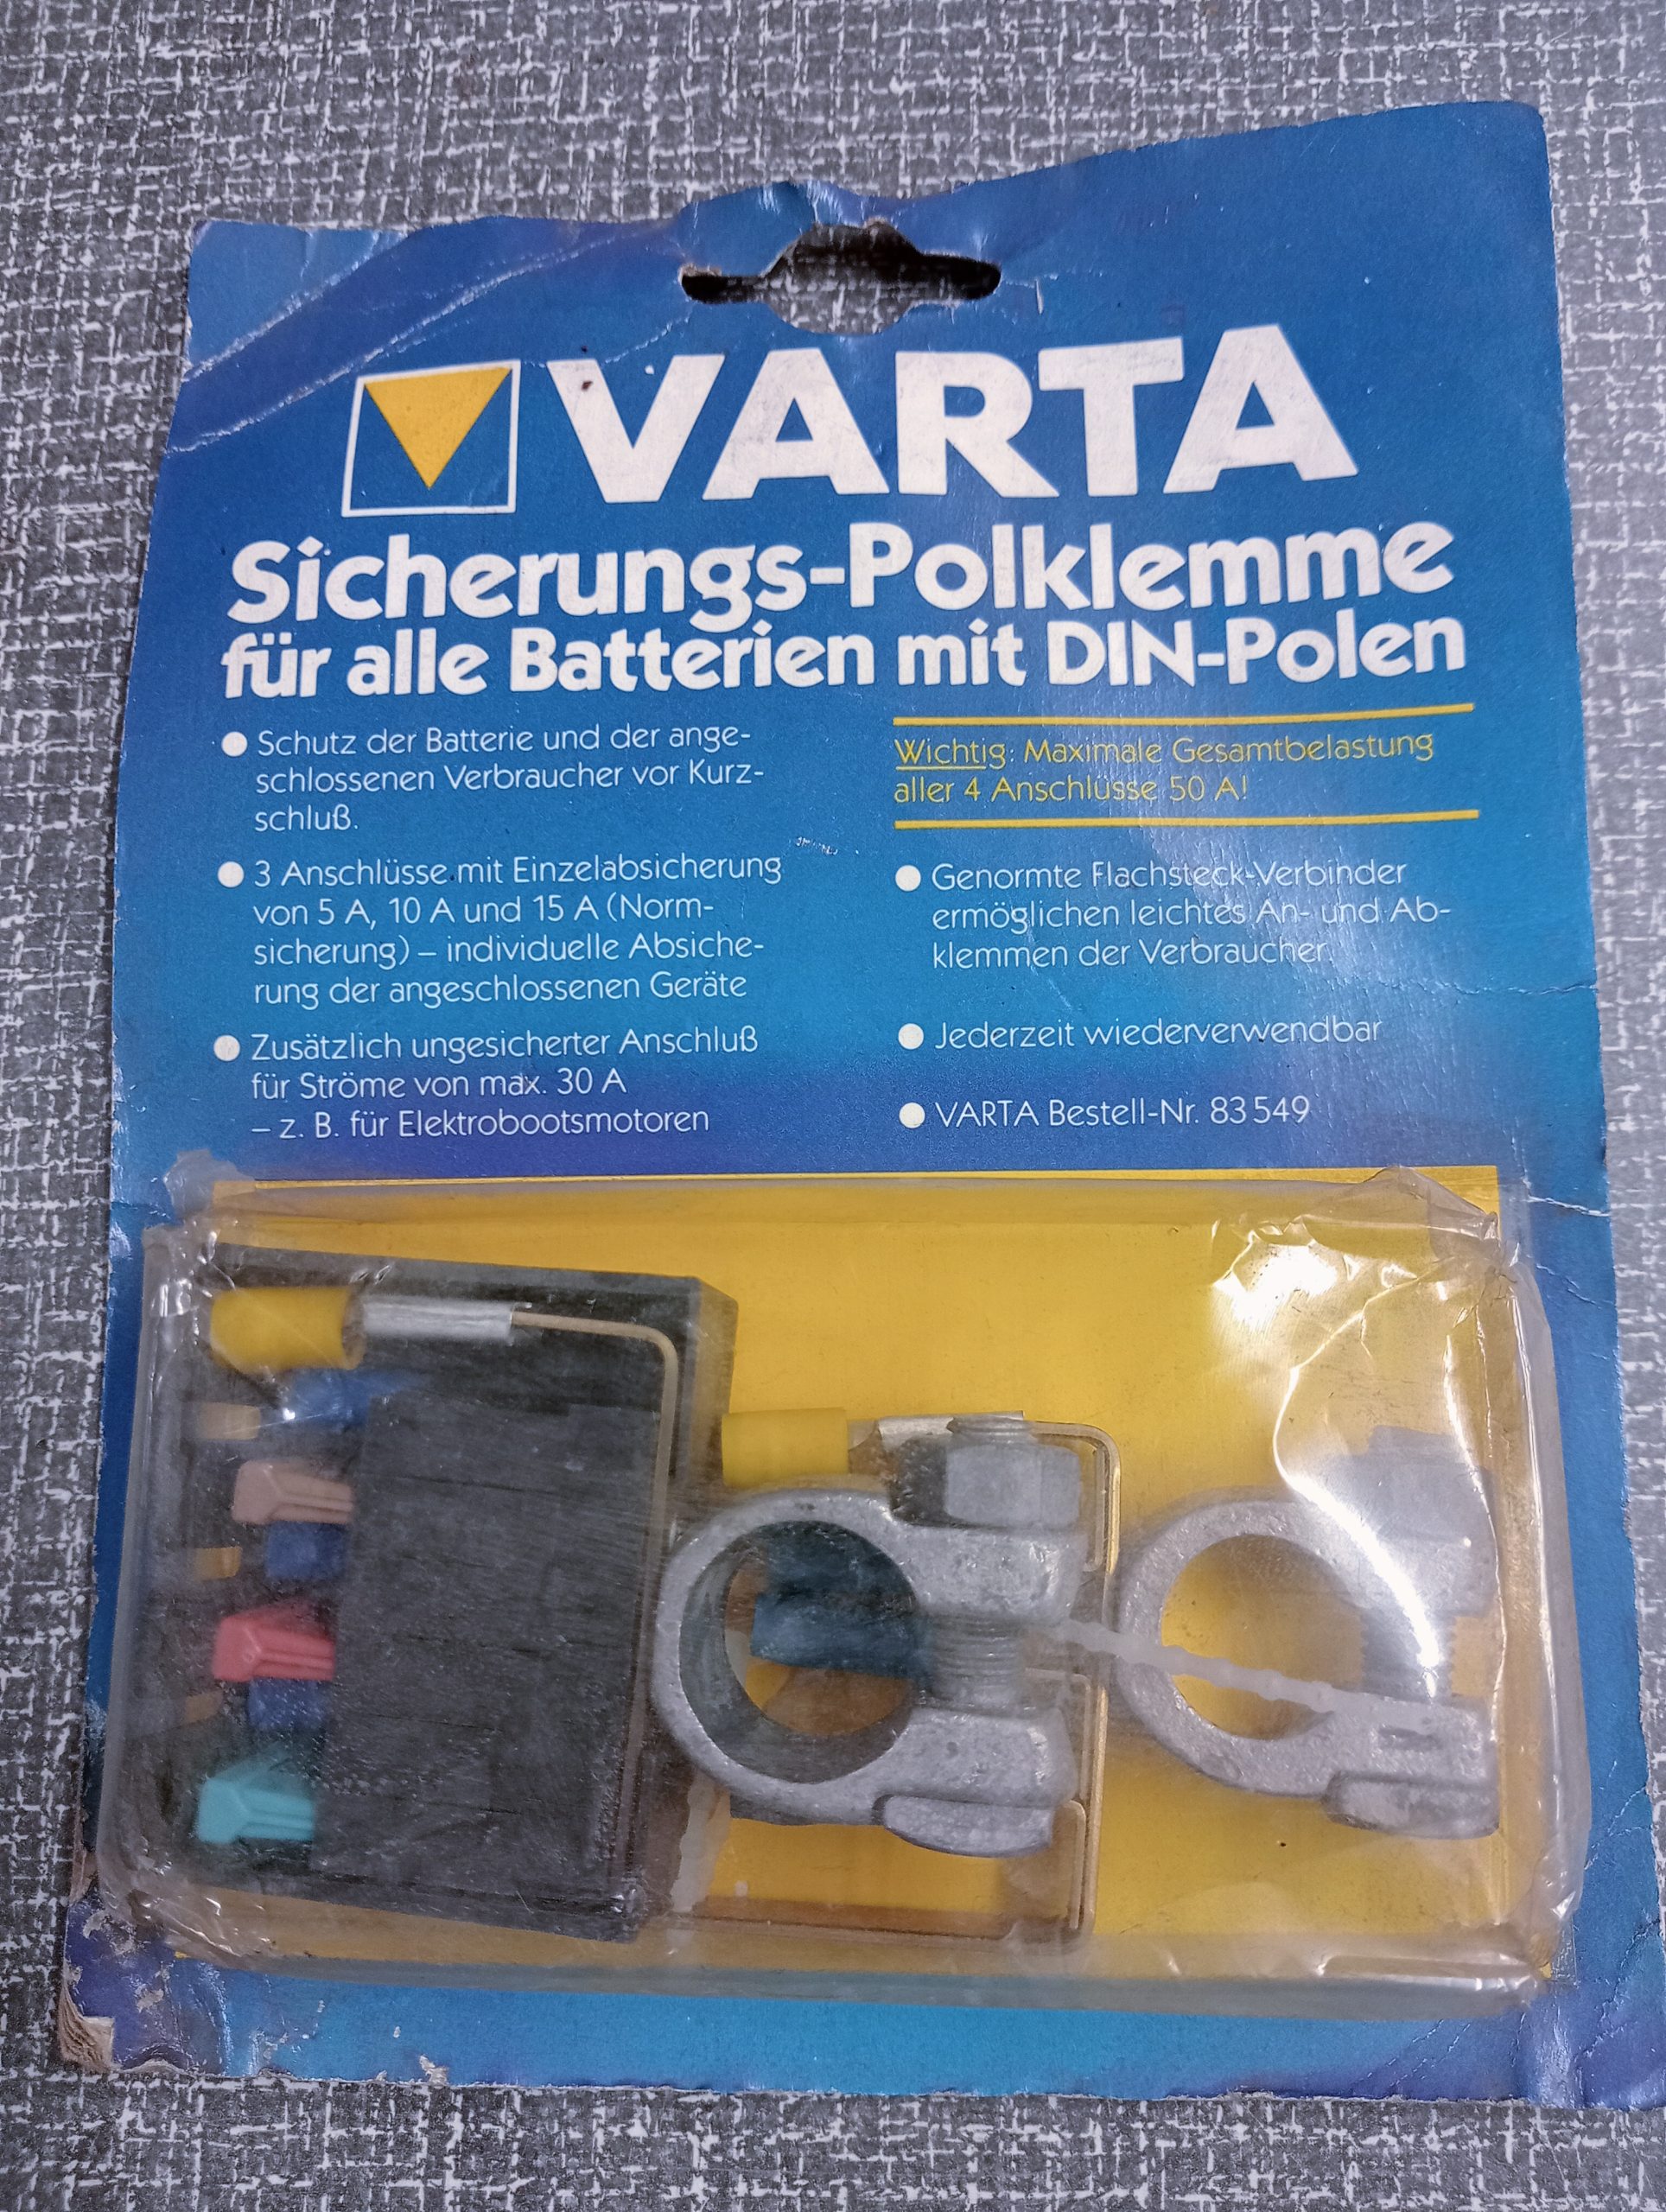 VARTA
Sicherungs-Polklemme
für alle Batterien mit DIN-Polen
● Schutz der Batterie und der ange-
schlossenen Verbraucher vor Kurz-
schluß.
● 3 Anschlüsse mit Einzelabsicherung
von 5 A, 10 A und 15 A (Norm-
sicherung) – individuelle Absiche-
rung der angeschlossenen Geräte
● Zusätzlich ungesicherter Anschluß
für Ströme von max. 30 A
– z. B. für Elektrobootsmotoren
Wichtig: Maximale Gesamtbelastung
aller 4 Anschlüsse 50 A!
● Genormte Flachsteck-Verbinder
ermöglichen leichtes An- und Ab-
klemmen der Verbraucher.
● Jederzeit wiederverwendbar
● VARTA Bestell-Nr. 83 549